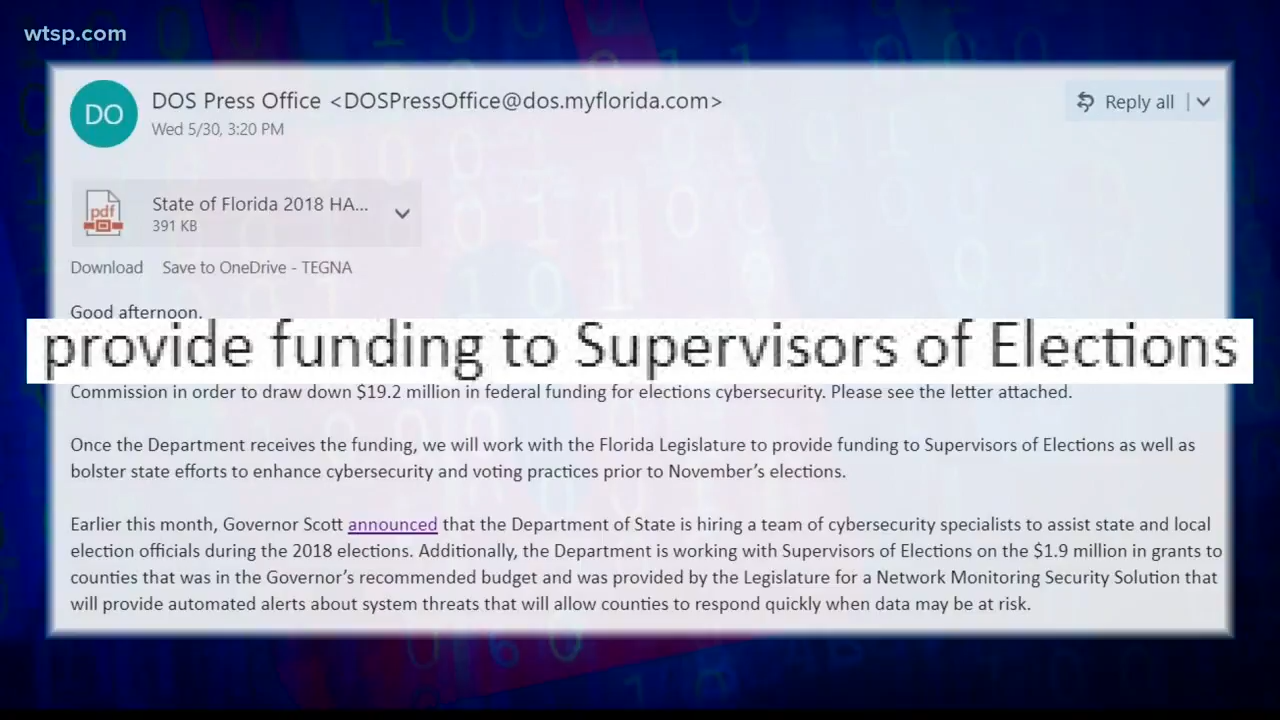 wtsp.com
DO
DOS Press Office <DOSPressOffice@dos.myflorida.com>
Wed 5/30, 3:20 PM
Reply all
pdf
State of Florida 2018 HA...
391 KB
Download Save to OneDrive - TEGNA
Good afternoon.
provide funding to Supervisors of Elections
Commission in order to draw down $19.2 million in federal funding for elections cybersecurity. Please see the letter attached.
Once the Department receives the funding, we will work with the Florida Legislature to provide funding to Supervisors of Elections as well as
bolster state efforts to enhance cybersecurity and voting practices prior to November's elections.
Earlier this month, Governor Scott announced that the Department of State is hiring a team of cybersecurity specialists to assist state and local
election officials during the 2018 elections. Additionally, the Department is working with Supervisors of Elections on the $1.9 million in grants to
counties that was in the Governor's recommended budget and was provided by the Legislature for a Network Monitoring Security Solution that
will provide automated alerts about system threats that will allow counties to respond quickly when data may be at risk.